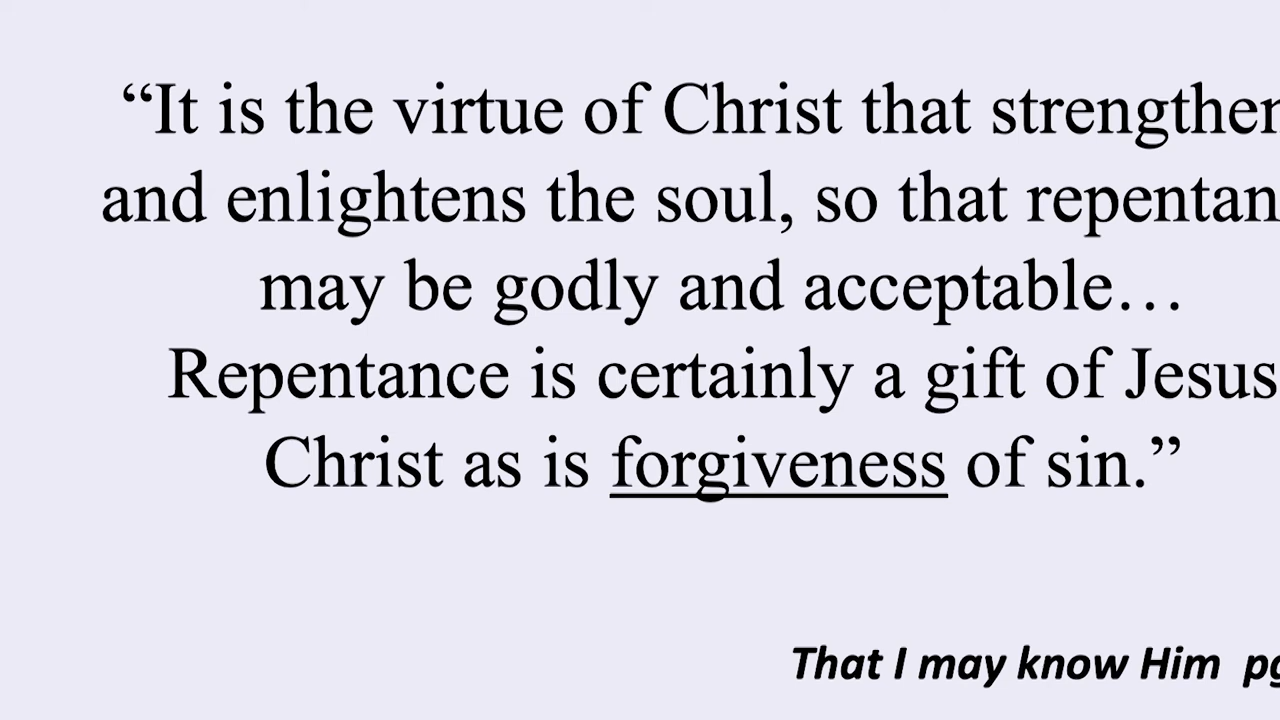 “It is the virtue of Christ that
and enlightens the soul, so that
may be godly and acceptable…
Repentance is certainly a gift of Jesus
Christ as is forgiveness of sin.”
That I may know Him